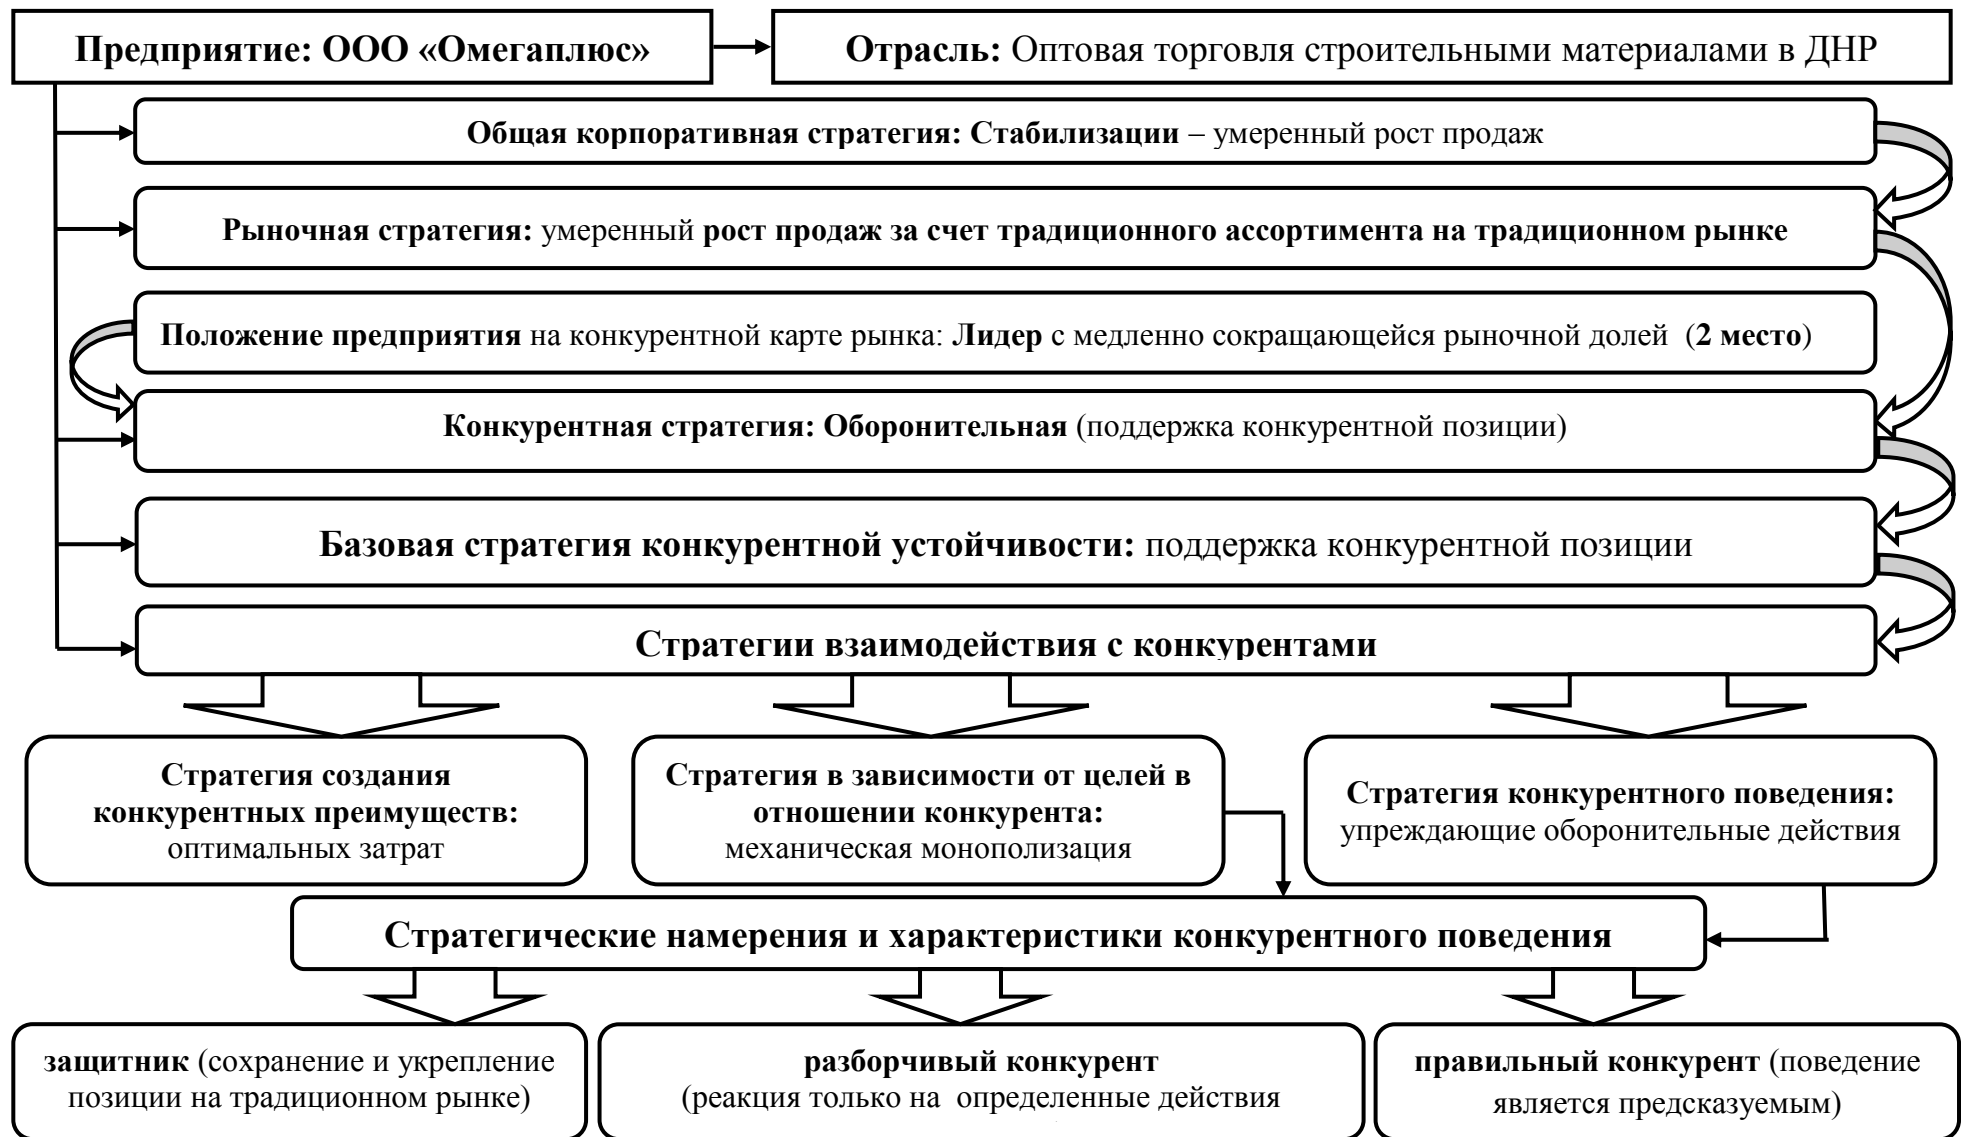 Предприятие: ООО «Омегаплюс»
Отрасль: Оптовая торговля строительными материалами в ДНР
Общая корпоративная стратегия: Стабилизации – умеренный рост продаж
Рыночная стратегия: умеренный рост продаж за счет традиционного ассортимента на традиционном рынке
Положение предприятия на конкурентной карте рынка: Лидер с медленно сокращающейся рыночной долей (2 место)
Конкурентная стратегия: Оборонительная (поддержка конкурентной позиции)
Базовая стратегия конкурентной устойчивости: поддержка конкурентной позиции
Стратегии взаимодействия с конкурентами
Стратегия создания
конкурентных преимуществ:
оптимальных затрат
Стратегия в зависимости от целей в
отношении конкурента:
механическая монополизация
Стратегия конкурентного поведения:
упреждающие оборонительные действия
Стратегические намерения и характеристики конкурентного поведения
защитник (сохранение и укрепление
позиции на традиционном рынке)
разборчивый конкурент
(реакция только на определенные действия
правильный конкурент (поведение
является предсказуемым)